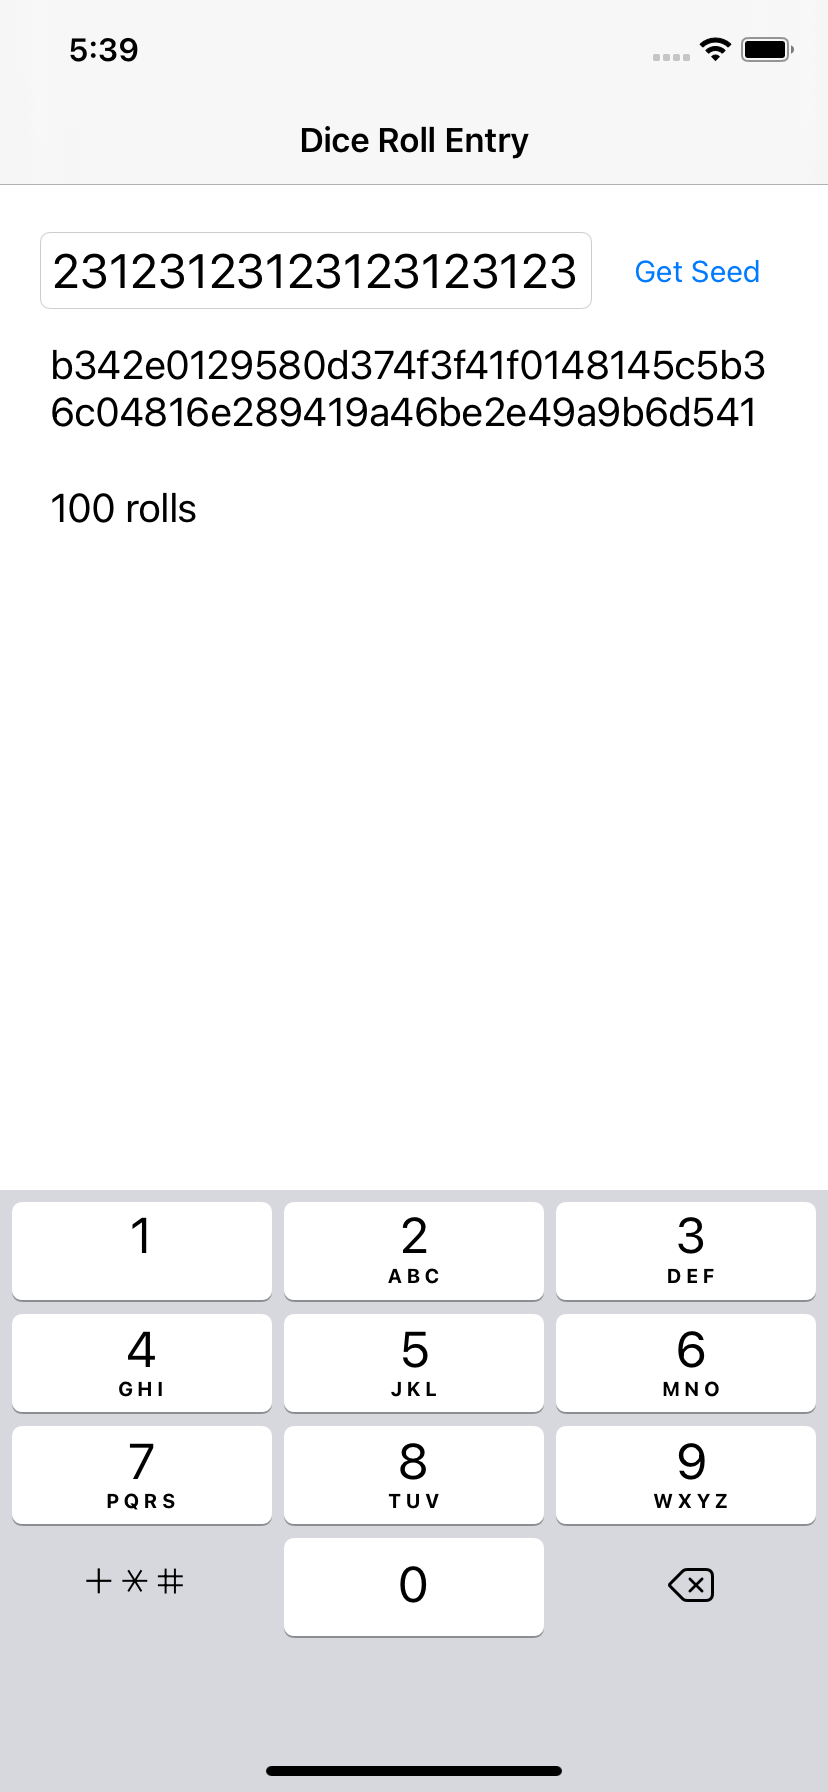 5:39
Dice Roll Entry
23123123123123123123
Get Seed
b342e0129580d374f3f41f0148145c5b3
6c04816e289419a46be2e49a9b6d541
100 rolls
1
2
ABC
3
DEF
4
GHI
5
JKL
6
MNO
7
PQRS
8
TUV
9
WXYZ
+*#
0